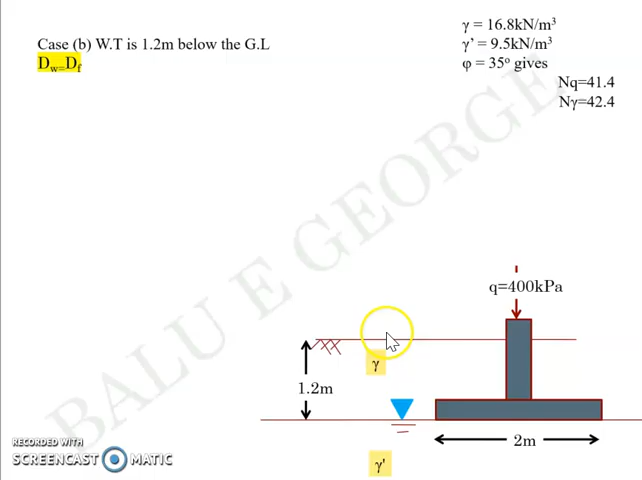 γ = 16.8kN/m³
Case (b) W.T is 1.2m below the G.L
γ’ = 9.5kN/m³
Dw=Df
φ = 35º gives
Nq=41.4
Nγ=42.4
BALU E GEORGE
q=400kPa
γ
1.2m
2m
γ'
RECORDED WITH
SCREENCAST MATIC